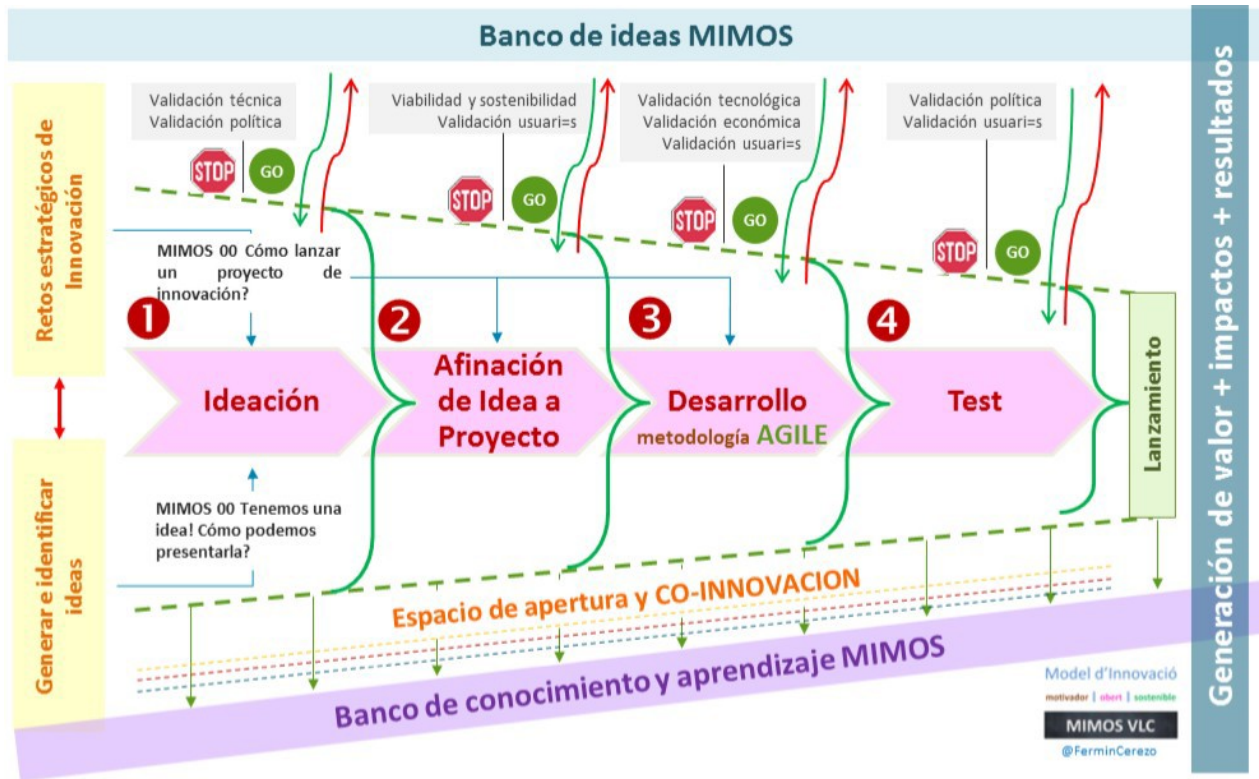 Banco de ideas MIMOS
Generación de valor + impactos + resultados
Retos estratégicos de
Innovación
Generar e identificar
ideas
Validación técnica
Validación política
STOP
GO
Viabilidad y sostenibilidad
Validación usuari=s
STOP
GO
Validación tecnológica
Validación económica
Validación usuari=s
STOP
GO
Validación política
Validación usuari=s
STOP
GO
MIMOS 00 Cómo lanzar
un proyecto de
innovación?
1
Ideación
2
Afinación
de Idea a
Proyecto
3
Desarrollo
metodología AGILE
4
Test
Lanzamiento
MIMOS 00 Tenemos una
idea! Cómo podemos
presentarla?
Espacio de apertura y CO-INNOVACION
Banco de conocimiento y aprendizaje MIMOS
Model d'Innovació
motivador | obert | sostenible
MIMOS VLC
@FerminCerezo